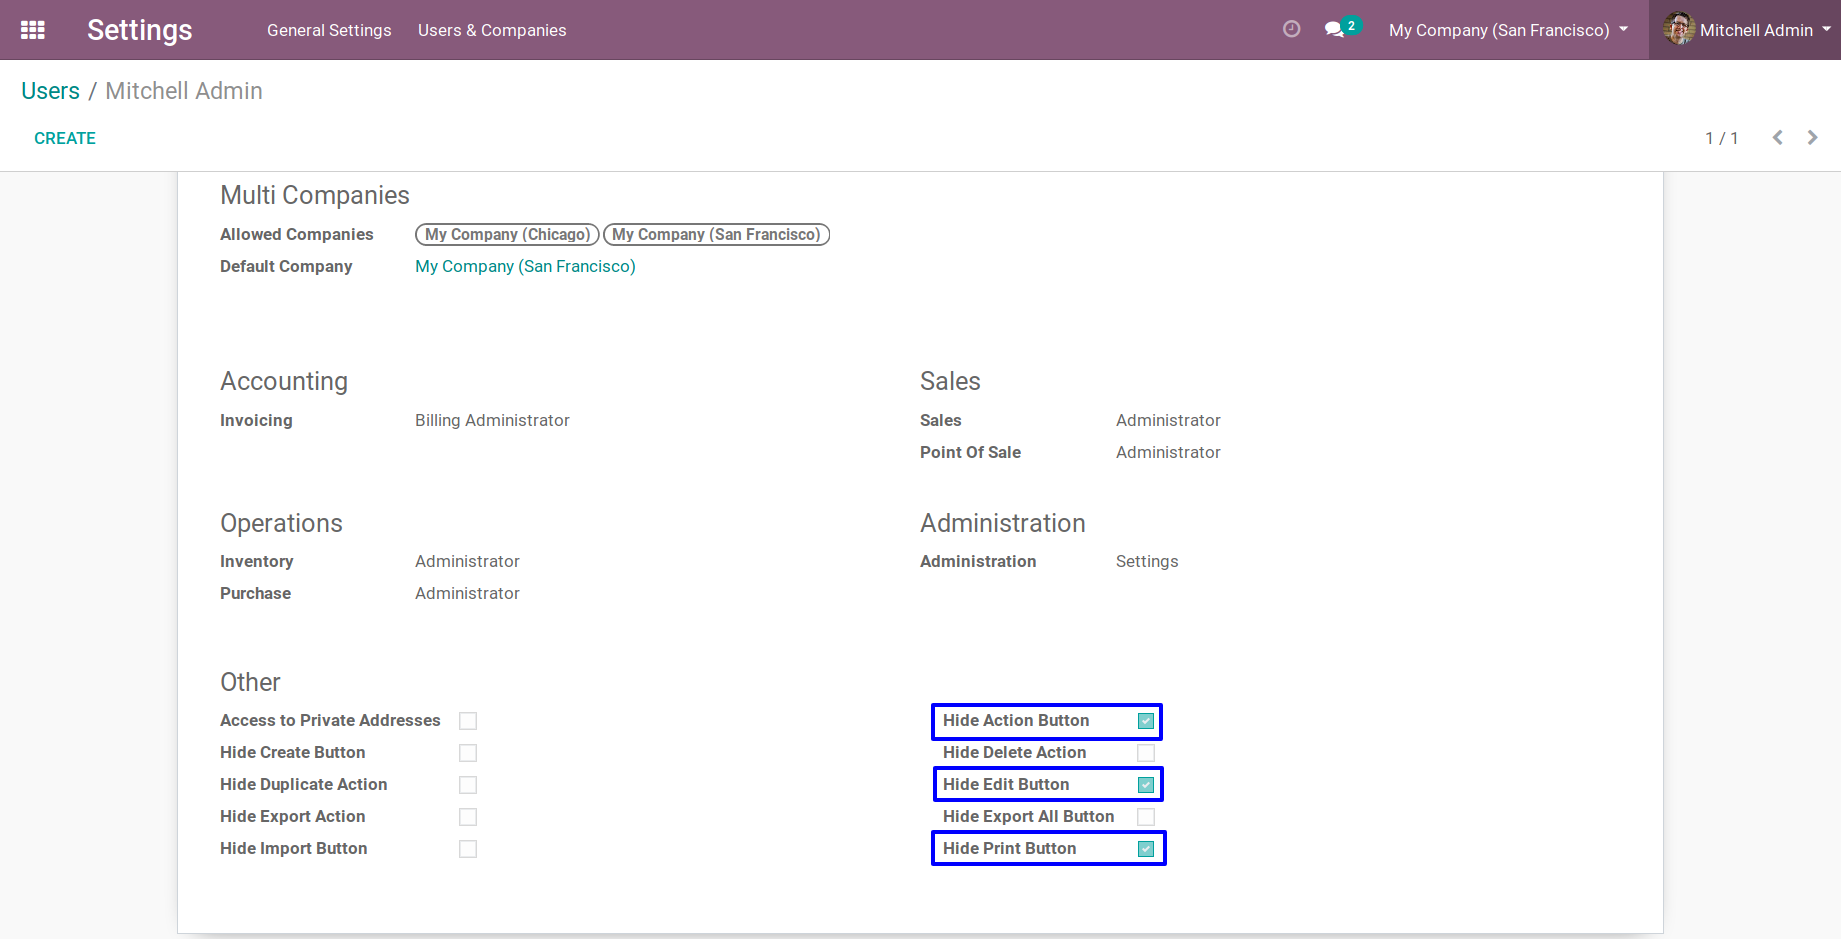 Settings General Settings Users & Companies 2 My Company (San Francisco) Mitchell Admin
Users / Mitchell Admin
CREATE 1 / 1
Multi Companies
Allowed Companies My Company (Chicago) My Company (San Francisco)
Default Company My Company (San Francisco)
Accounting Sales
Invoicing Billing Administrator Sales Administrator
Point Of Sale Administrator
Operations Administration
Inventory Administrator Administration Settings
Purchase Administrator
Other
Access to Private Addresses Hide Action Button
Hide Create Button Hide Delete Action
Hide Duplicate Action Hide Edit Button
Hide Export Action Hide Export All Button
Hide Import Button Hide Print Button